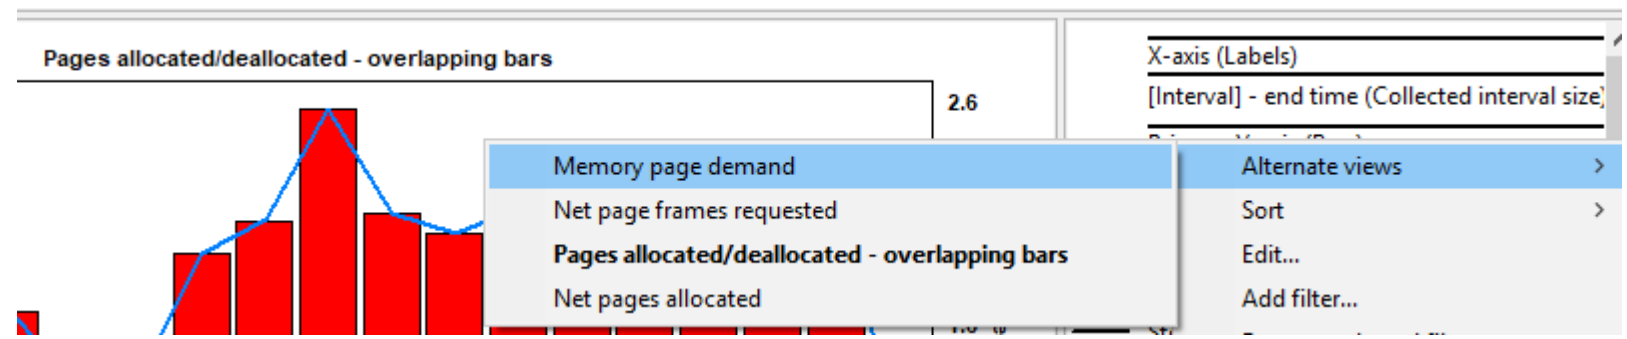 Pages allocated/deallocated - overlapping bars
2.6
X-axis (Labels)
[Interval] - end time (Collected interval size)
Memory page demand
Net page frames requested
Pages allocated/deallocated - overlapping bars
Net pages allocated
Alternate views
Sort
Edit...
Add filter...